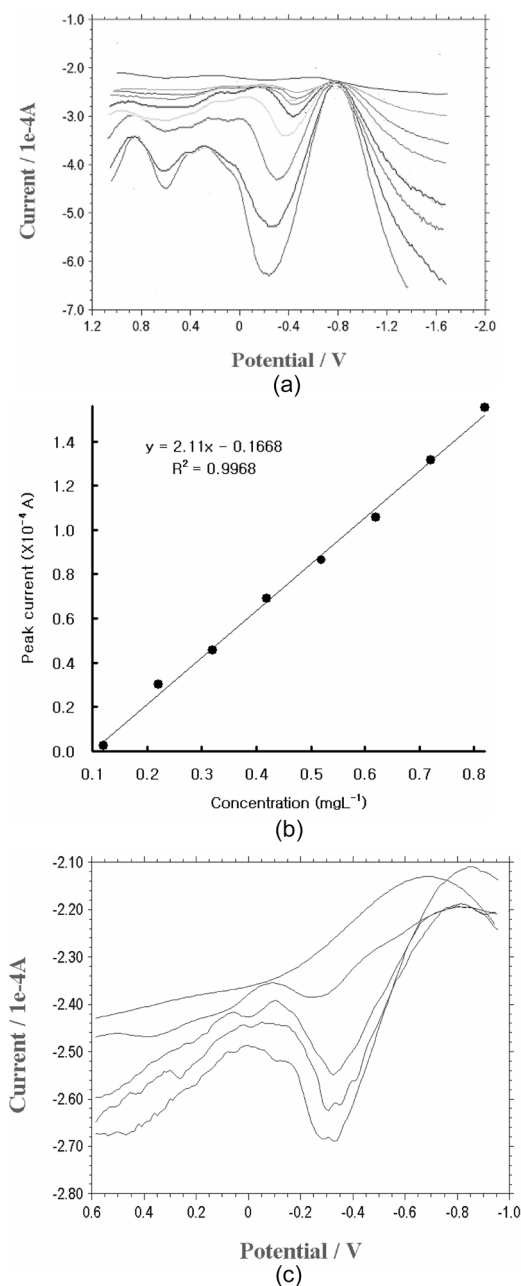 -1.0
-2.0
-3.0
-4.0
-5.0
-6.0
-7.0
Current / 1e-4A
1.2 0.8 0.4 0 -0.4 -0.8 -1.2 -1.6 -2.0
Potential / V
(a)
y = 2.11x − 0.1668
R² = 0.9968
1.4
1.2
1.0
0.8
0.6
0.4
0.2
0.0
Peak current (X10⁻⁴ A)
0.1 0.2 0.3 0.4 0.5 0.6 0.7 0.8
Concentration (mgL⁻¹)
(b)
-2.10
-2.20
-2.30
-2.40
-2.50
-2.60
-2.70
-2.80
Current / 1e-4A
0.6 0.4 0.2 0 -0.2 -0.4 -0.6 -0.8 -1.0
Potential / V
(c)